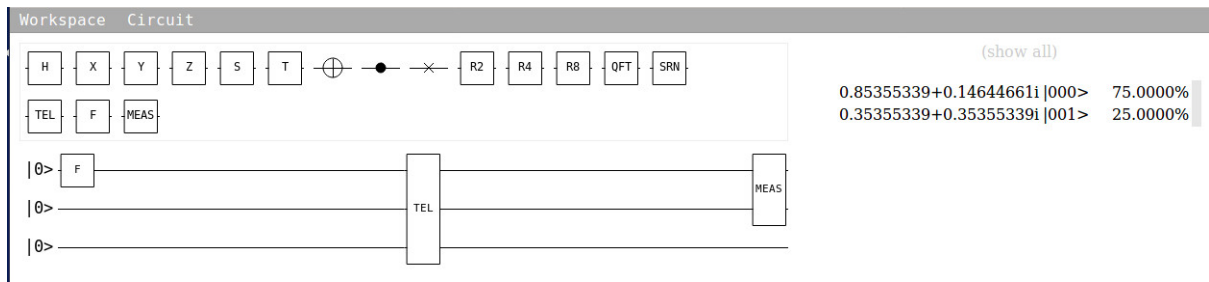 Workspace Circuit
(show all)
H X Y Z S T R2 R4 R8 QFT SRN
TEL F MEAS
0.85355339+0.14644661i |000> 75.0000%
0.35355339+0.35355339i |001> 25.0000%
|0> F
MEAS
|0> TEL
|0>